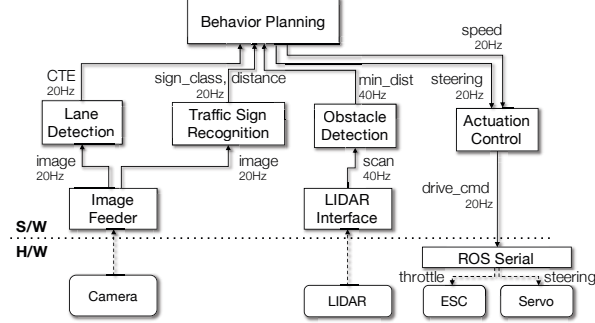 Behavior Planning
speed
20Hz
CTE
20Hz
sign_class, distance
20Hz
20Hz
min_dist
40Hz
steering
20Hz
Lane
Detection
Traffic Sign
Recognition
Obstacle
Detection
Actuation
Control
image
20Hz
image
20Hz
scan
40Hz
drive_cmd
20Hz
Image
Feeder
LIDAR
Interface
S/W
H/W
ROS Serial
throttle
steering
Camera
LIDAR
ESC
Servo